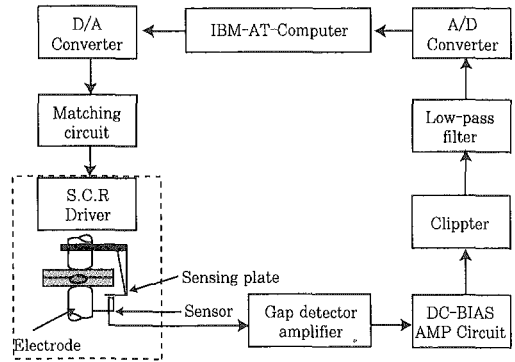 D/A
Converter
IBM-AT-Computer
A/D
Converter
Matching
circuit
Low-pass
filter
S.C.R
Driver
Clippter
Sensing plate
Sensor
Electrode
Gap detector
amplifier
DC-BIAS
AMP Circuit